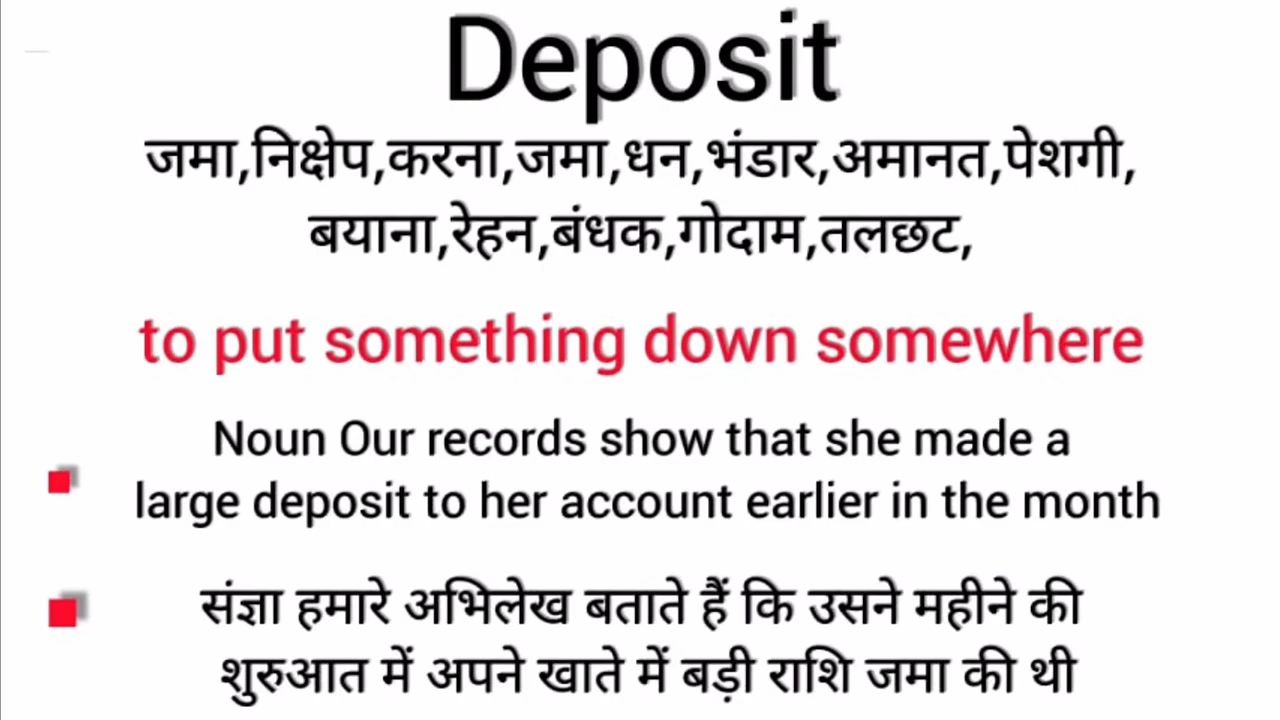 Deposit
जमा,निक्षेप,करना,जमा,धन,भंडार,अमानत,पेशगी,
बयाना,रेहन,बंधक,गोदाम,तलछट,
to put something down somewhere
Noun Our records show that she made a
large deposit to her account earlier in the month
संज्ञा हमारे अभिलेख बताते हैं कि उसने महीने की
शुरुआत में अपने खाते में बड़ी राशि जमा की थी